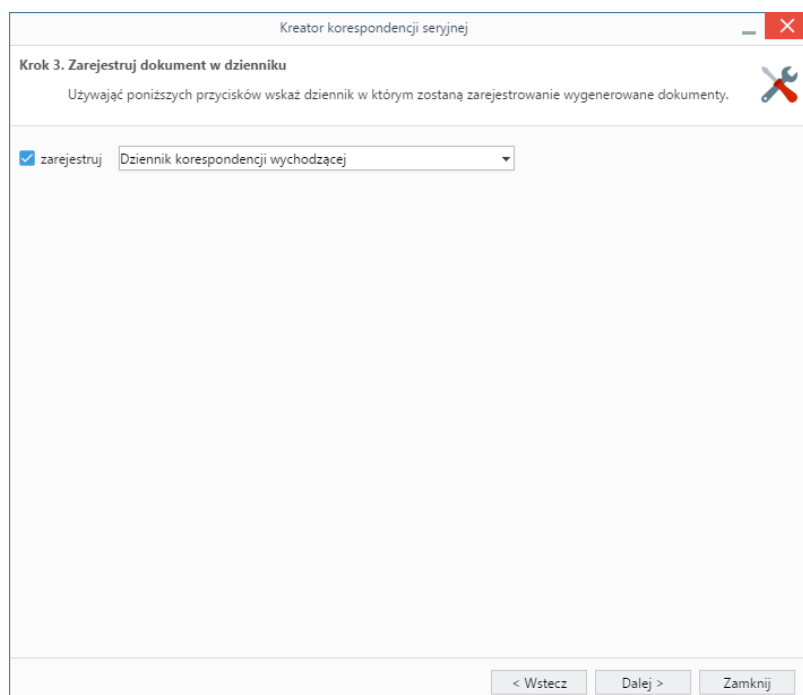 Kreator korespondencji seryjnej
Krok 3. Zarejestruj dokument w dzienniku
Używając poniższych przycisków wskaż dziennik w którym zostaną zarejestrowanie wygenerowane dokumenty.
zarejestruj Dziennik korespondencji wychodzącej
< Wstecz Dalej > Zamknij